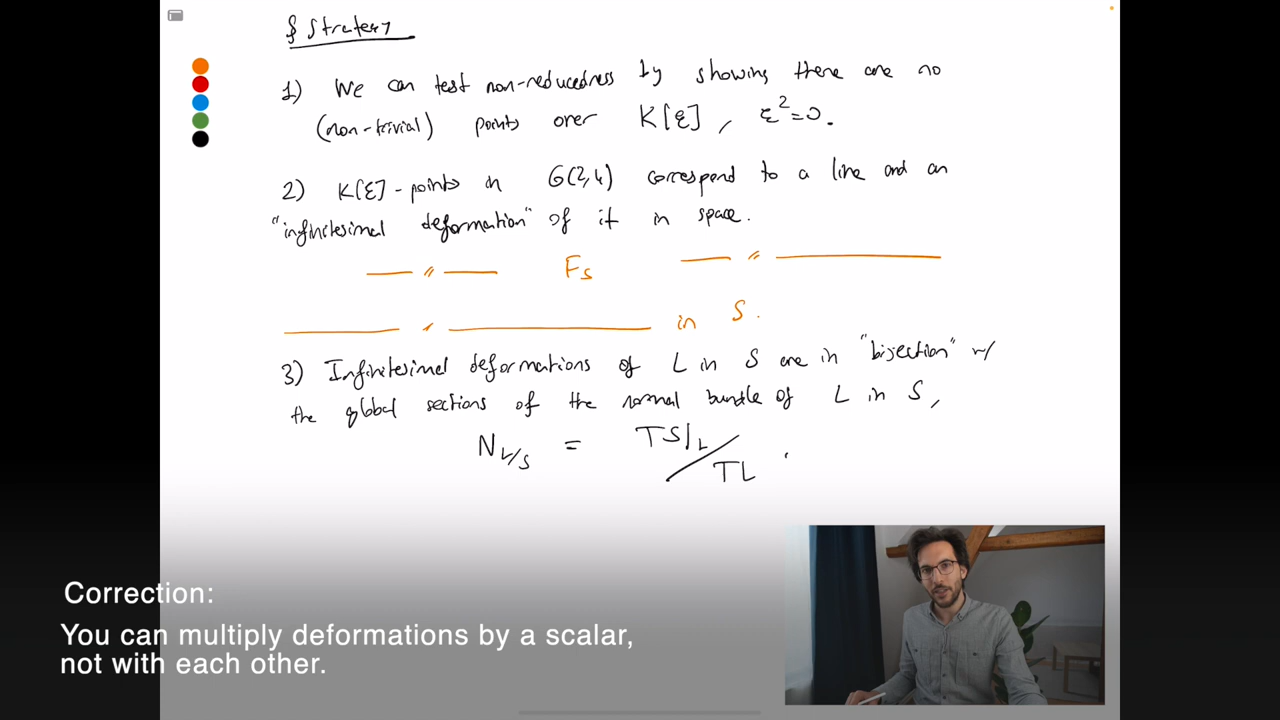 § Strategy
1) We can test non-reducedness by showing there are no
(non-trivial) points over K[ε], ε²=0.
2) K[ε]-points in G(2,4) correspond to a line and an
"infinitesimal deformation" of it in space.
—— " —— F_S —— " ——
—— " —— in S.
3) Infinitesimal deformations of L in S are in "bijection" w/
the global sections of the normal bundle of L in S,
N_{L/S} = TS|_L / TL
Correction:
You can multiply deformations by a scalar,
not with each other.